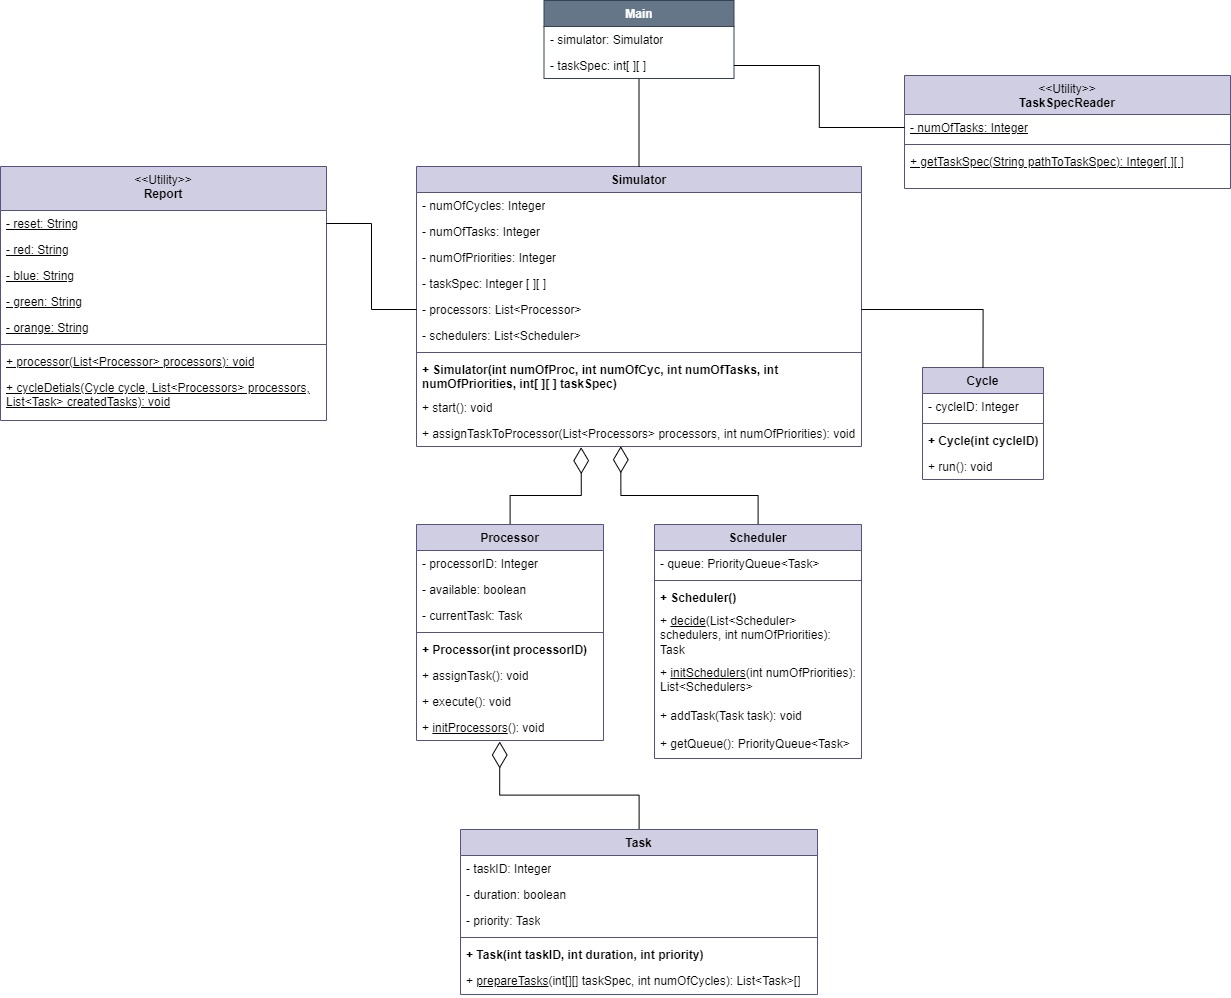 Main
- simulator: Simulator
- taskSpec: int[ ][ ]
<<Utility>>
TaskSpecReader
- numOfTasks: Integer
+ getTaskSpec(String pathToTaskSpec): Integer[ ][ ]
<<Utility>>
Report
- reset: String
- red: String
- blue: String
- green: String
- orange: String
+ processor(List<Processor> processors): void
+ cycleDetials(Cycle cycle, List<Processors> processors,
List<Task> createdTasks): void
Simulator
- numOfCycles: Integer
- numOfTasks: Integer
- numOfPriorities: Integer
- taskSpec: Integer [ ][ ]
- processors: List<Processor>
- schedulers: List<Scheduler>
+ Simulator(int numOfProc, int numOfCyc, int numOfTasks, int
numOfPriorities, int[ ][ ] taskSpec)
+ start(): void
+ assignTaskToProcessor(List<Processors> processors, int numOfPriorities): void
Cycle
- cycleID: Integer
+ Cycle(int cycleID)
+ run(): void
Processor
- processorID: Integer
- available: boolean
- currentTask: Task
+ Processor(int processorID)
+ assignTask(): void
+ execute(): void
+ initProcessors(): void
Scheduler
- queue: PriorityQueue<Task>
+ Scheduler()
+ decide(List<Scheduler>
schedulers, int numOfPriorities):
Task
+ initSchedulers(int numOfPriorities):
List<Schedulers>
+ addTask(Task task): void
+ getQueue(): PriorityQueue<Task>
Task
- taskID: Integer
- duration: boolean
- priority: Task
+ Task(int taskID, int duration, int priority)
+ prepareTasks(int[][] taskSpec, int numOfCycles): List<Task>[]